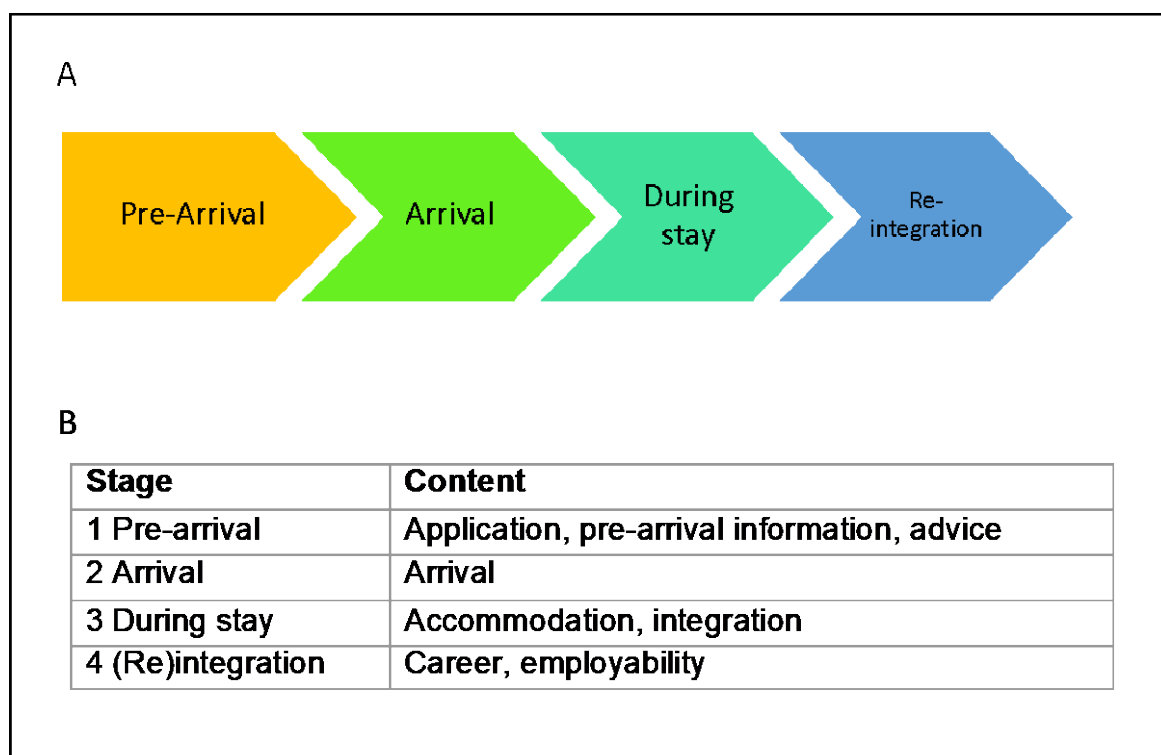 A
Pre-Arrival
Arrival
During
stay
Re-
integration
B
Stage Content
1 Pre-arrival Application, pre-arrival information, advice
2 Arrival Arrival
3 During stay Accommodation, integration
4 (Re)integration Career, employability